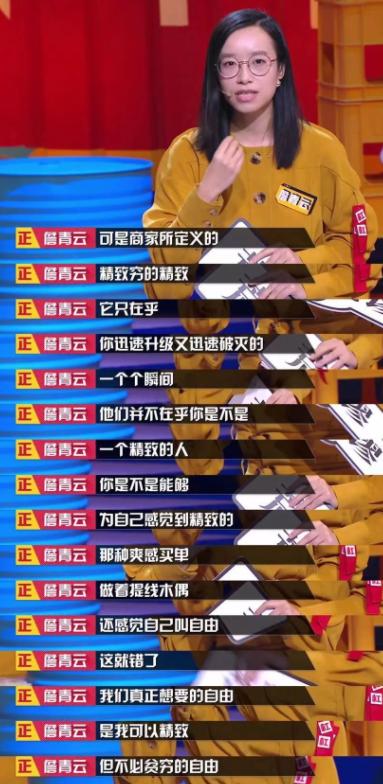 詹青云
正 詹青云 可是商家所定义的
正 詹青云 精致穷的精致
正 詹青云 它只在乎
正 詹青云 你迅速升级又迅速破灭的
正 詹青云 一个个瞬间
正 詹青云 他们并不在乎你是不是
正 詹青云 一个精致的人
正 詹青云 你是不是能够
正 詹青云 为自己感觉到精致的
正 詹青云 那种爽感买单
正 詹青云 做着提线木偶
正 詹青云 还感觉自己叫自由
正 詹青云 这就错了
正 詹青云 我们真正想要的自由
正 詹青云 是我可以精致
正 詹青云 但不必贫穷的自由